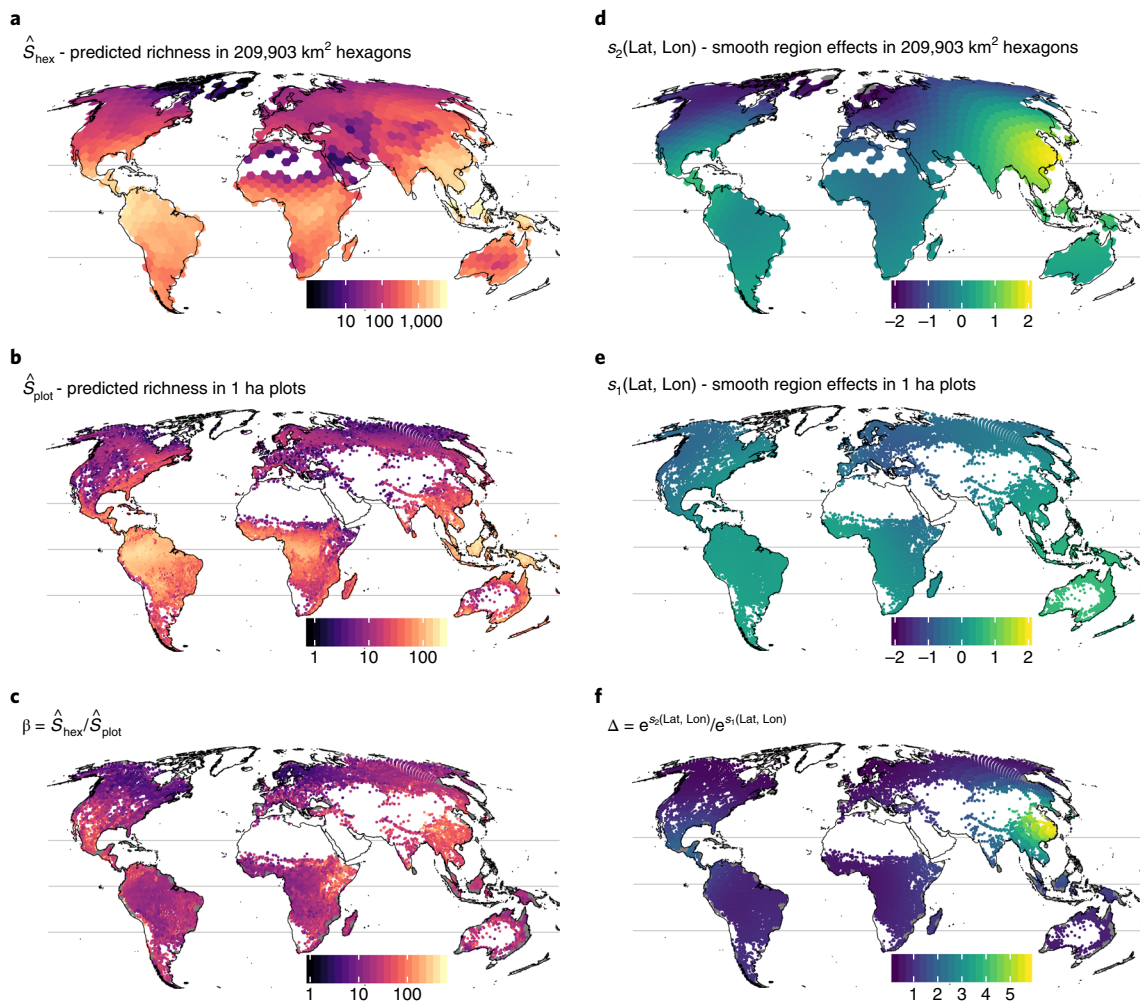 a
Ŝhex - predicted richness in 209,903 km² hexagons
10 100 1,000
b
Ŝplot - predicted richness in 1 ha plots
1 10 100
c
β = Ŝhex/Ŝplot
1 10 100
d
s₂(Lat, Lon) - smooth region effects in 209,903 km² hexagons
−2 −1 0 1 2
e
s₁(Lat, Lon) - smooth region effects in 1 ha plots
−2 −1 0 1 2
f
Δ = e^s₂(Lat, Lon)/e^s₁(Lat, Lon)
1 2 3 4 5